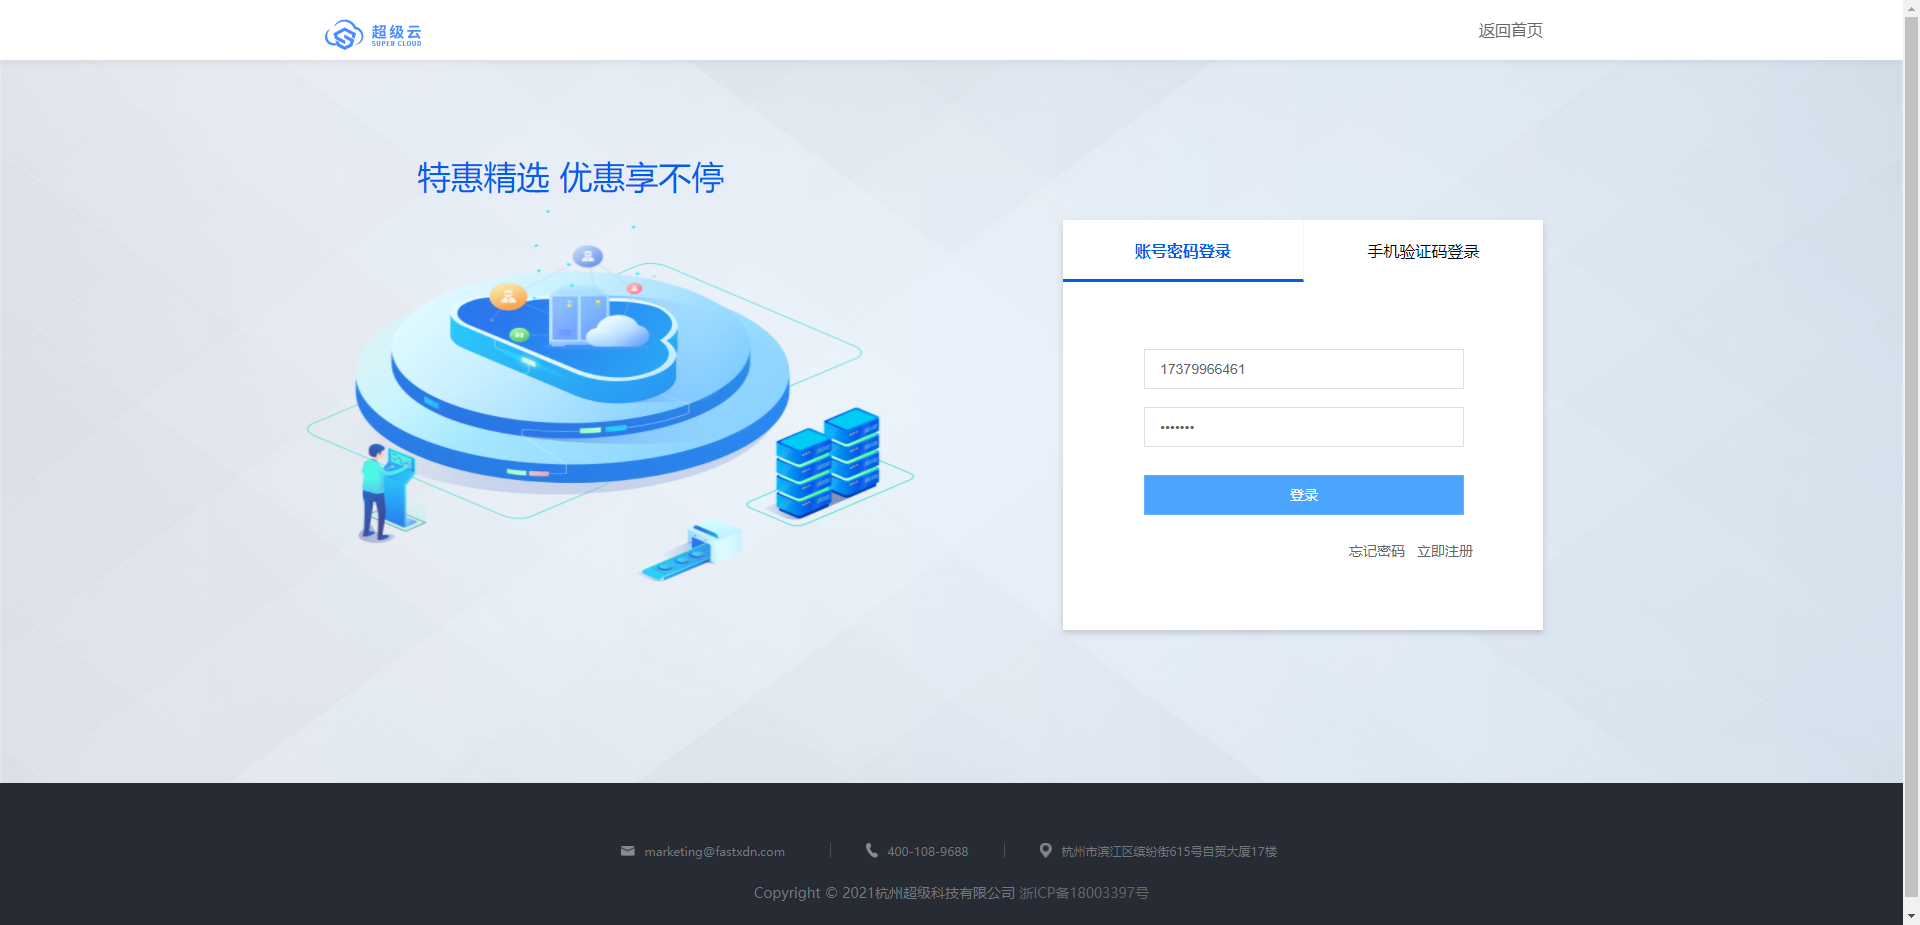 超级云
SUPER CLOUD
返回首页
特惠精选 优惠享不停
账号密码登录
手机验证码登录
17379966461
•••••••
登录
忘记密码 立即注册
marketing@fastxdn.com
400-108-9688
杭州市滨江区缤纷街615号自贸大厦17楼
Copyright © 2021杭州超级科技有限公司 浙ICP备18003397号